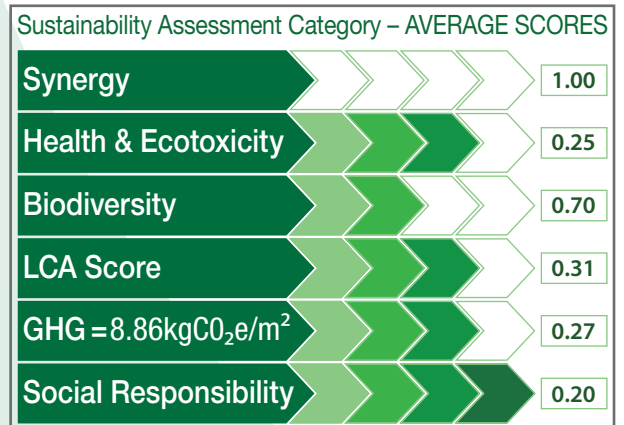 Sustainability Assessment Category – AVERAGE SCORES
Synergy 1.00
Health & Ecotoxicity 0.25
Biodiversity 0.70
LCA Score 0.31
GHG = 8.86kgC0₂e/m² 0.27
Social Responsibility 0.20